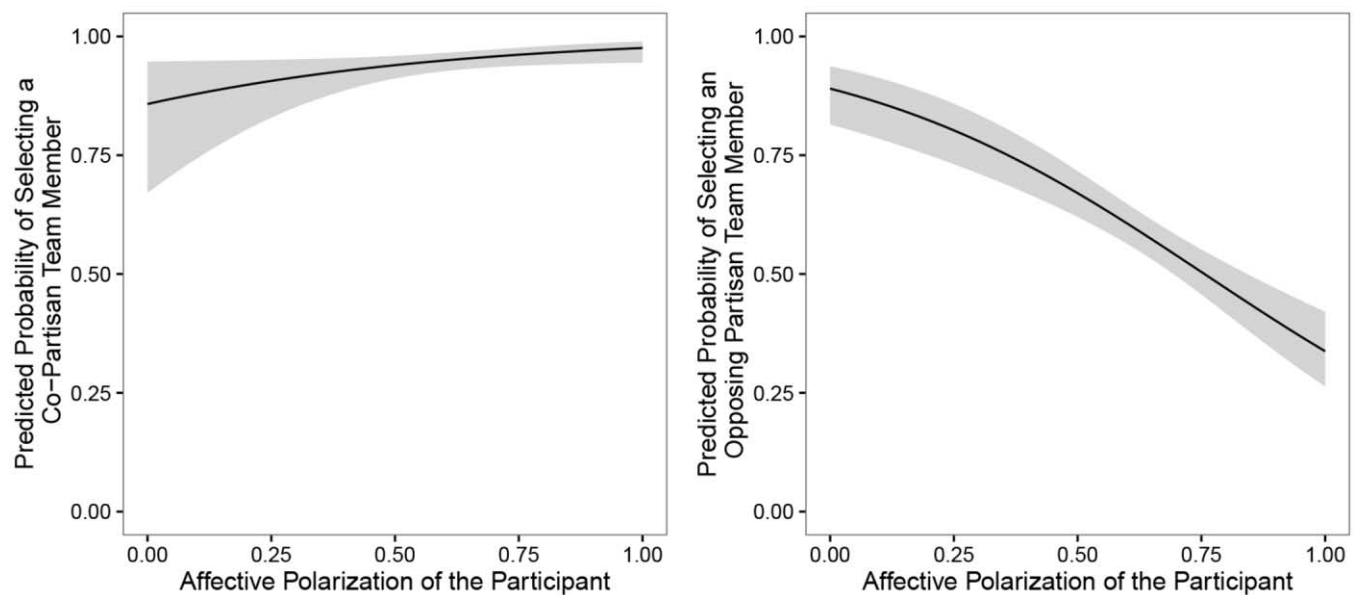 Predicted Probability of Selecting a
Co−Partisan Team Member
1.00
0.75
0.50
0.25
0.00
0.00 0.25 0.50 0.75 1.00
Affective Polarization of the Participant
Predicted Probability of Selecting an
Opposing Partisan Team Member
1.00
0.75
0.50
0.25
0.00
0.00 0.25 0.50 0.75 1.00
Affective Polarization of the Participant